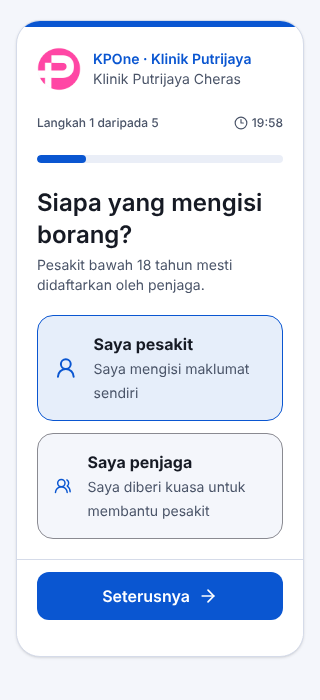 KPOne · Klinik Putrijaya
Klinik Putrijaya Cheras
Langkah 1 daripada 5
19:58
Siapa yang mengisi
borang?
Pesakit bawah 18 tahun mesti
didaftarkan oleh penjaga.
Saya pesakit
Saya mengisi maklumat
sendiri
Saya penjaga
Saya diberi kuasa untuk
membantu pesakit
Seterusnya